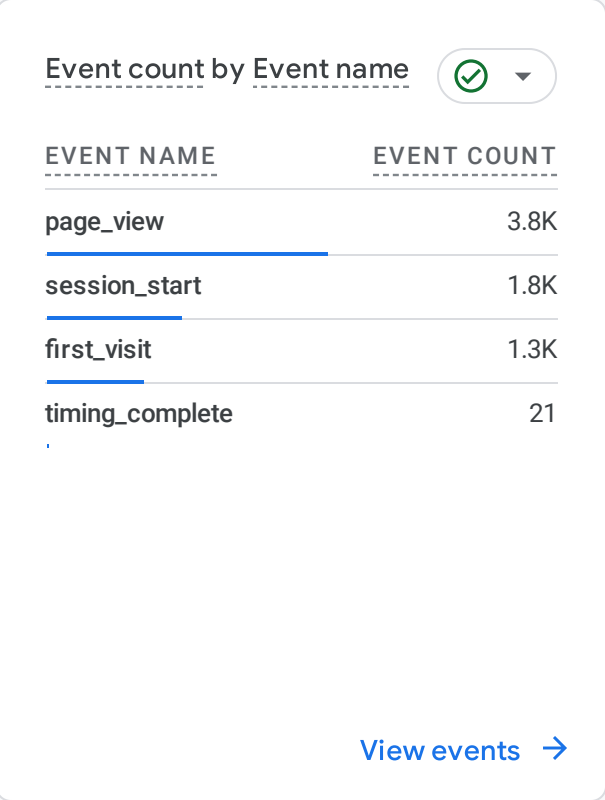 Event count by Event name
EVENT NAME EVENT COUNT
page_view 3.8K
session_start 1.8K
first_visit 1.3K
timing_complete 21
View events